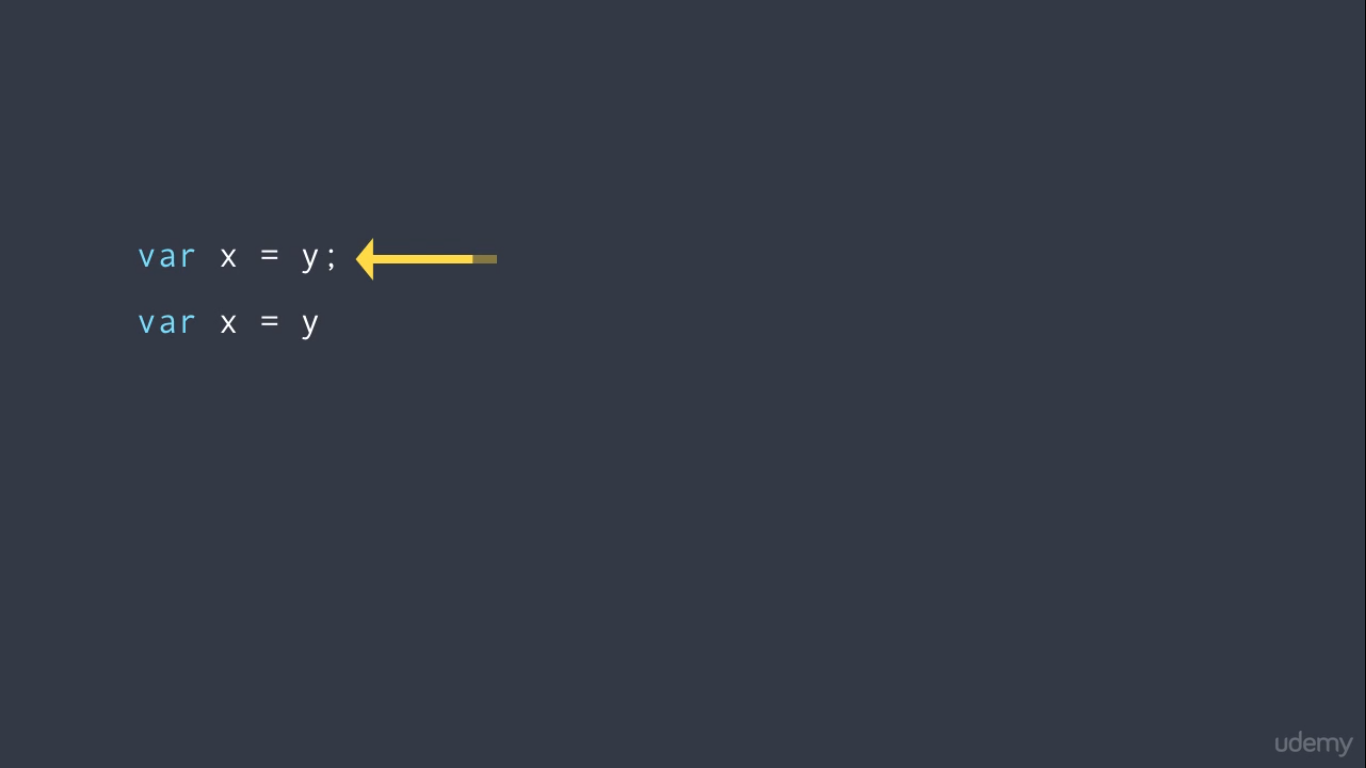 var x = y;
var x = y
udemy